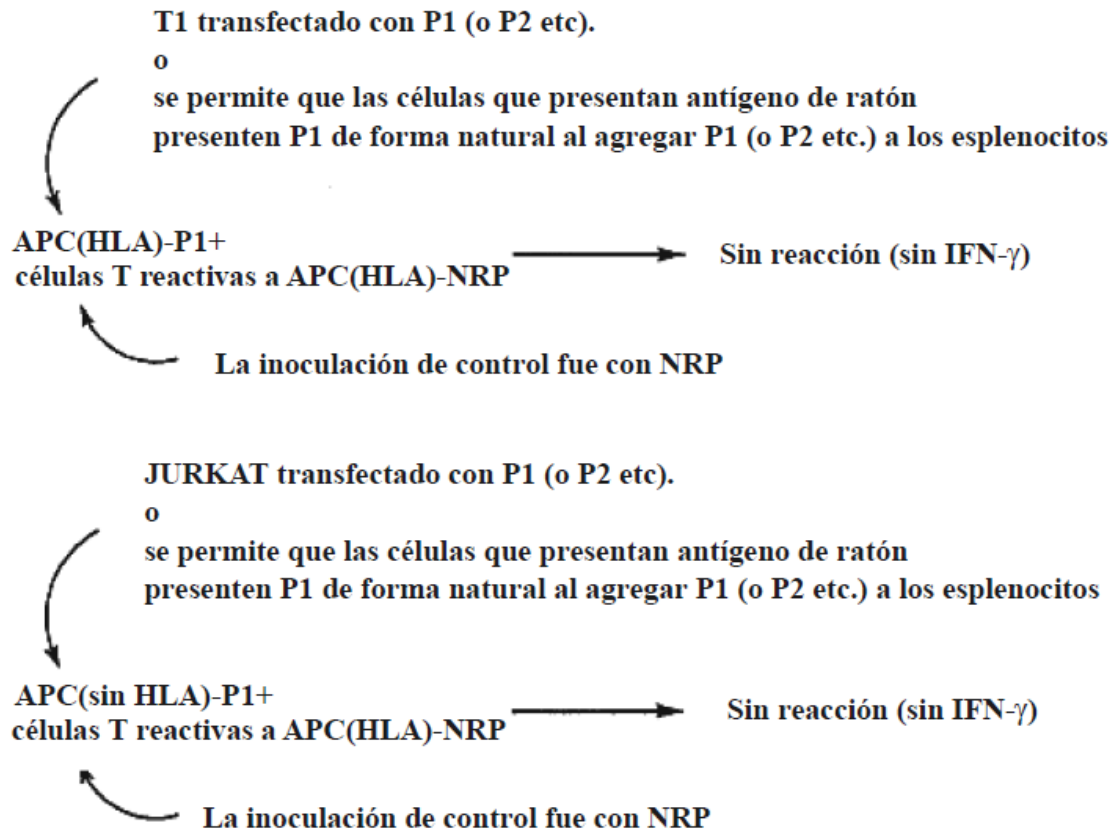 T1 transfectado con P1 (o P2 etc).
o
se permite que las células que presentan antígeno de ratón
presenten P1 de forma natural al agregar P1 (o P2 etc.) a los esplenocitos
APC(HLA)-P1+
células T reactivas a APC(HLA)-NRP
Sin reacción (sin IFN-γ)
La inoculación de control fue con NRP
JURKAT transfectado con P1 (o P2 etc).
o
se permite que las células que presentan antígeno de ratón
presenten P1 de forma natural al agregar P1 (o P2 etc.) a los esplenocitos
APC(sin HLA)-P1+
células T reactivas a APC(HLA)-NRP
Sin reacción (sin IFN-γ)
La inoculación de control fue con NRP